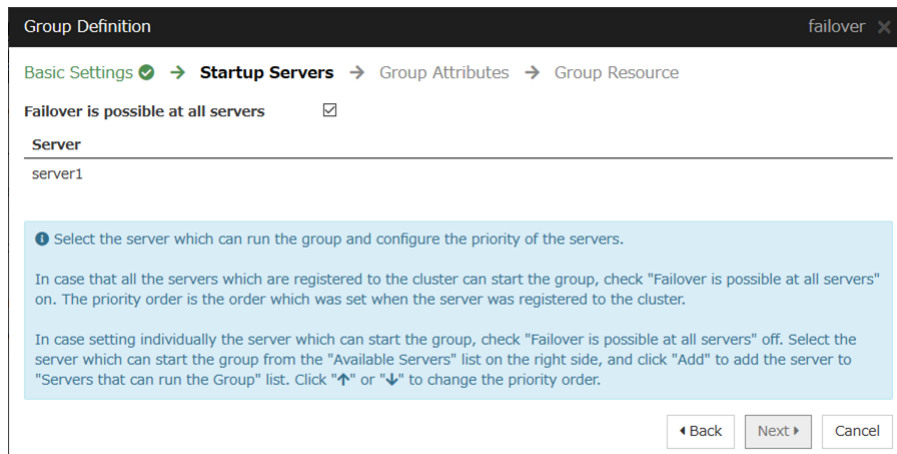 Group Definition failover ×
Basic Settings → Startup Servers → Group Attributes → Group Resource
Failover is possible at all servers
Server
server1
Select the server which can run the group and configure the priority of the servers.
In case that all the servers which are registered to the cluster can start the group, check "Failover is possible at all servers"
on. The priority order is the order which was set when the server was registered to the cluster.
In case setting individually the server which can start the group, check "Failover is possible at all servers" off. Select the
server which can start the group from the "Available Servers" list on the right side, and click "Add" to add the server to
"Servers that can run the Group" list. Click "↑" or "↓" to change the priority order.
Back Next Cancel